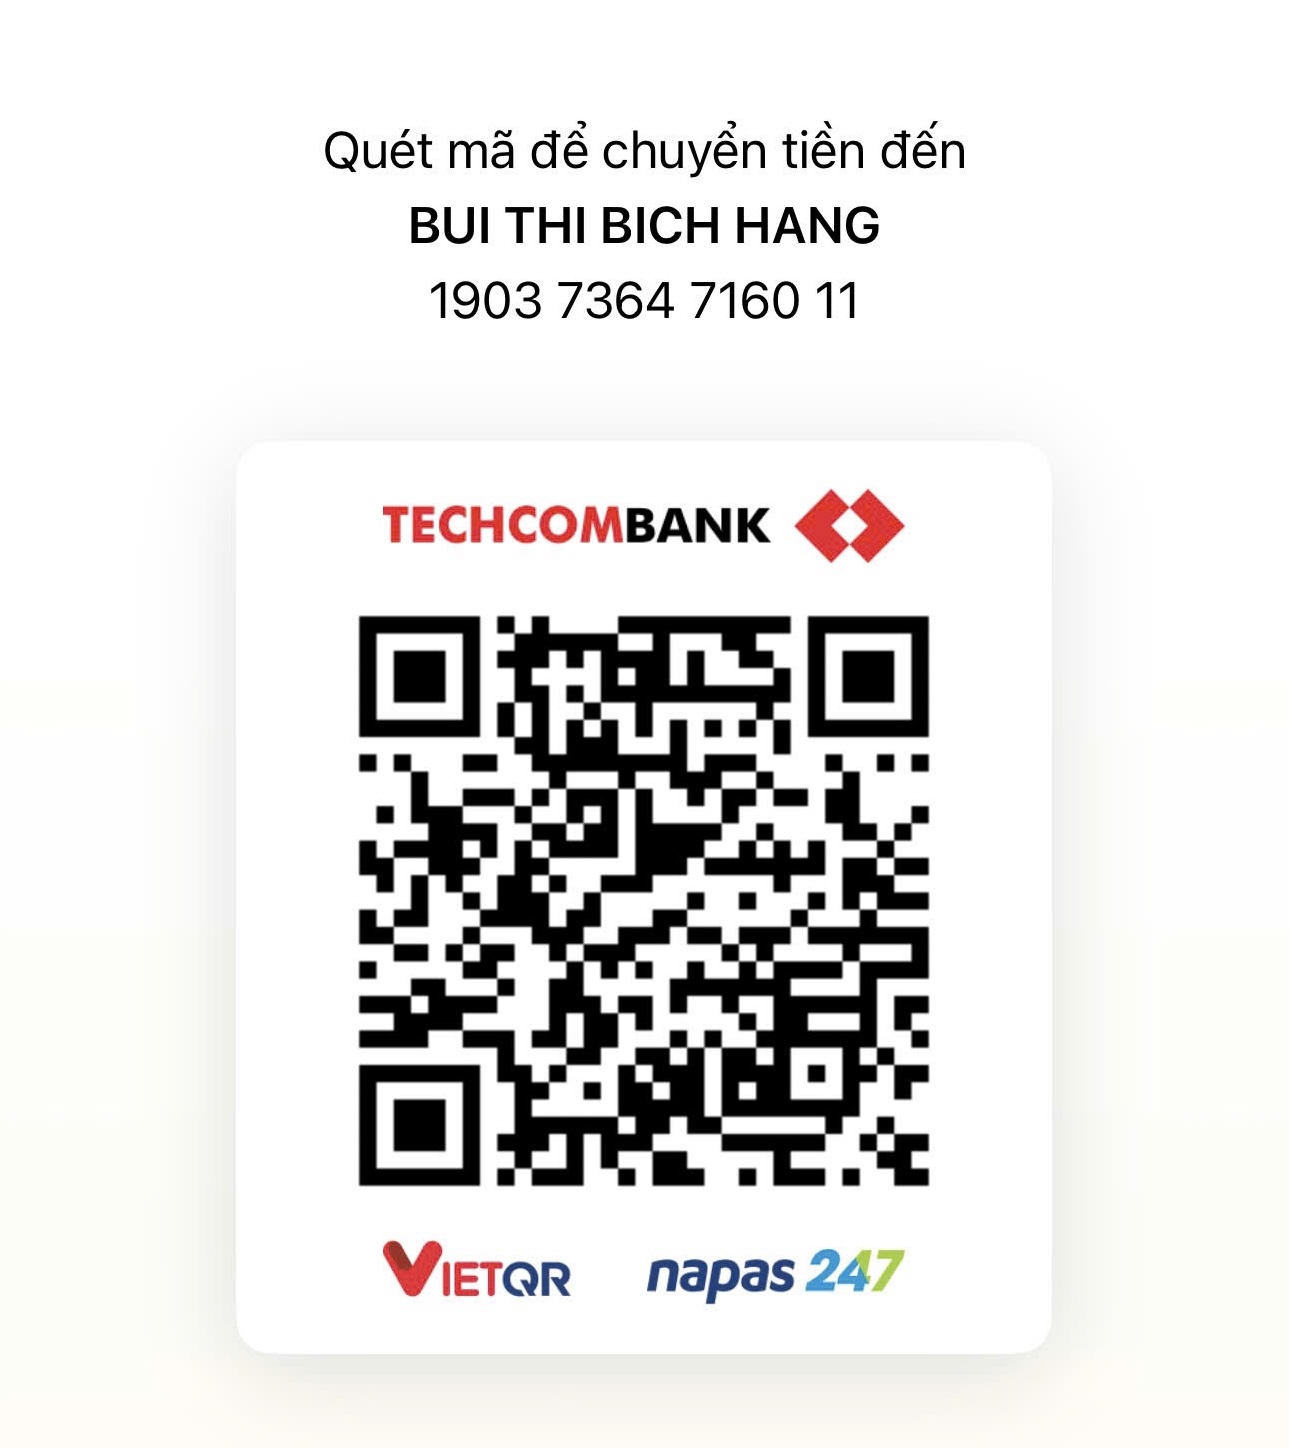 Quét mã để chuyển tiền đến
BUI THI BICH HANG
1903 7364 7160 11
TECHCOMBANK
VIETQR
napas 247